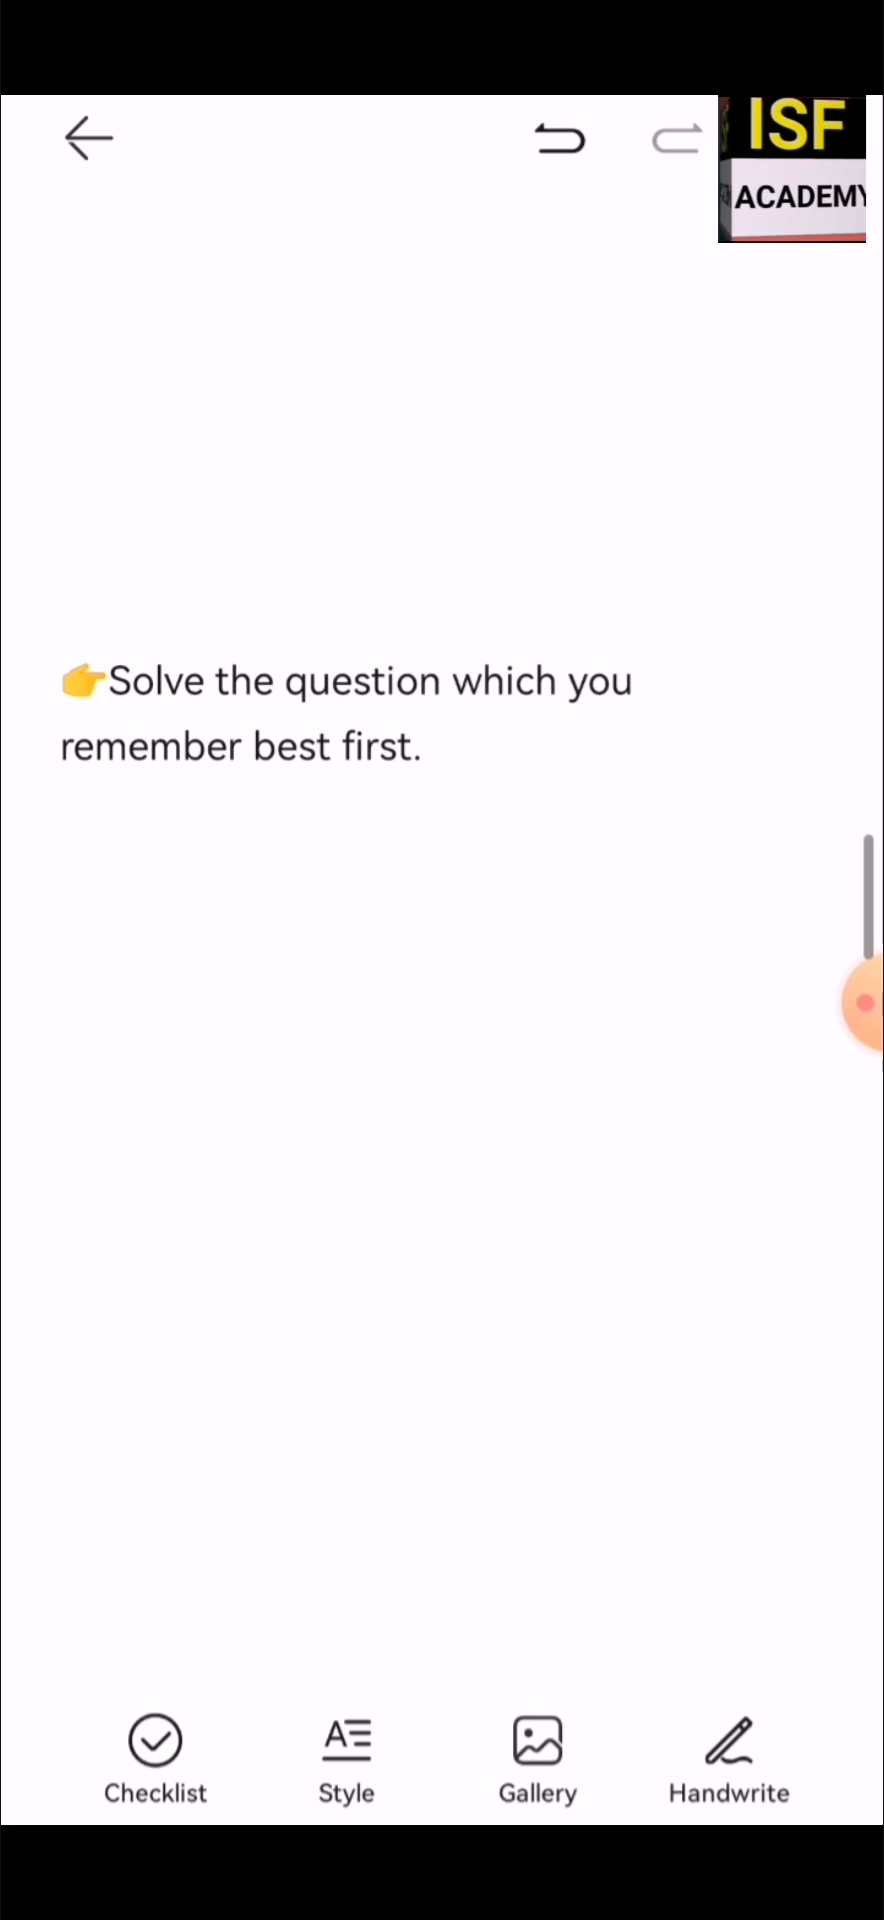 ISF
ACADEMY
👉Solve the question which you
remember best first.
Checklist
Style
Gallery
Handwrite